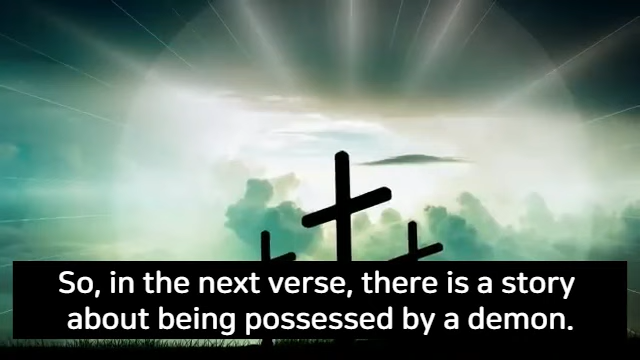 So, in the next verse, there is a story
about being possessed by a demon.